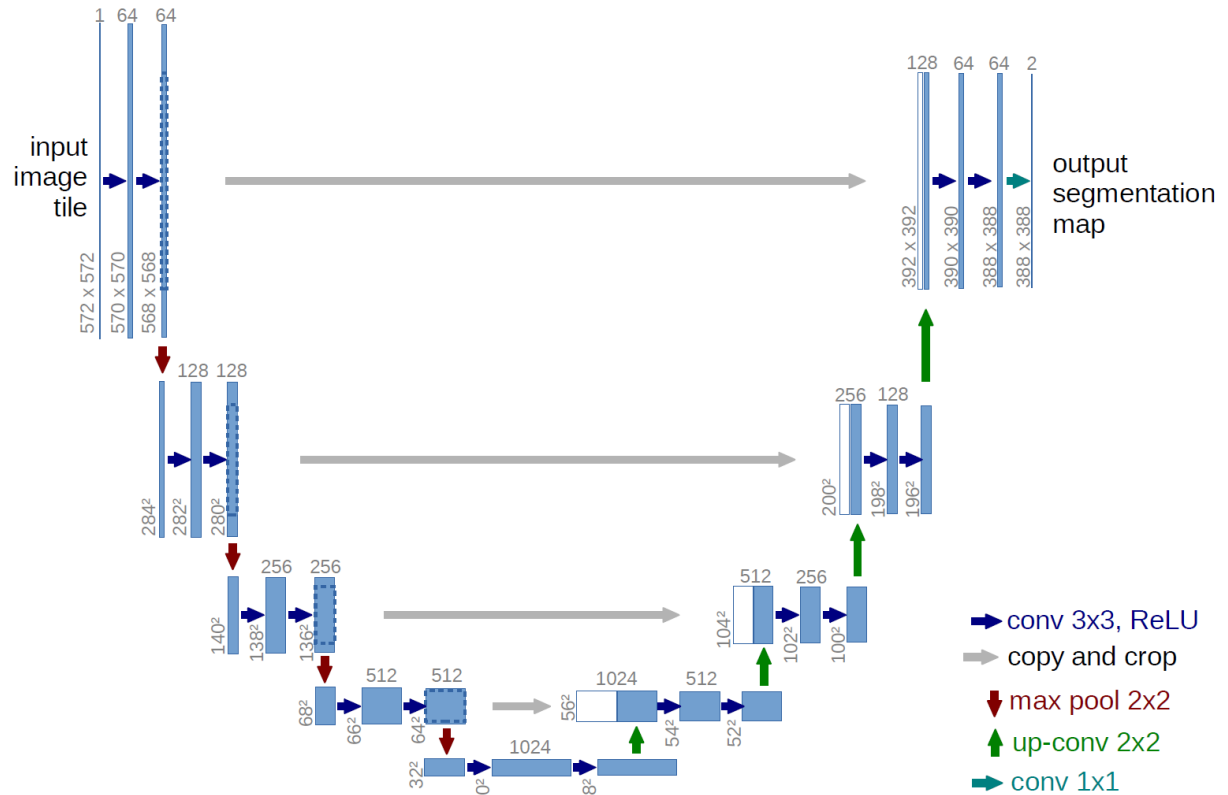 1 64 64
input
image
tile
572 x 572
570 x 570
568 x 568
128 64 64 2
392 x 392
390 x 390
388 x 388
388 x 388
output
segmentation
map
128 128
284²
282²
280²
256 128
200²
198²
196²
256 256
140²
138²
136²
512 256
104²
102²
100²
512 512
68²
66²
64²
1024 512
56²
54²
52²
1024
32²
0²
8²
conv 3x3, ReLU
copy and crop
max pool 2x2
up-conv 2x2
conv 1x1